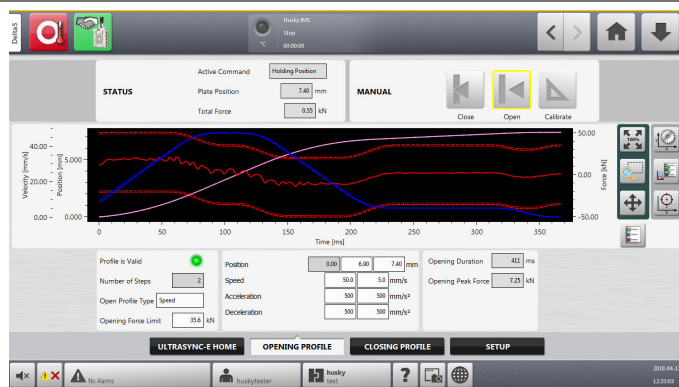 DeltaS
Husky IMS
Stop
°C 00:00:00
STATUS
Active Command Holding Position
Plate Position 7.40 mm
Total Force 0.55 kN
MANUAL
Close Open Calibrate
Velocity [mm/s]
40.00
20.00
0.00
Position [mm]
5.000
0.000
50.00
0.00
-50.00
Force [kN]
0 50 100 150 200 250 300 350
Time [ms]
100%
Profile is Valid
Number of Steps 2
Open Profile Type Speed
Opening Force Limit 35.6 kN
Position 0.00 6.90 7.40 mm
Speed 50.0 5.0 mm/s
Acceleration 500 500 mm/s²
Deceleration 500 500 mm/s²
Opening Duration 411 ms
Opening Peak Force 7.25 kN
ULTRASYNC-E HOME OPENING PROFILE CLOSING PROFILE SETUP
No Alarms
huskytester
husky
test
?
12:33:03